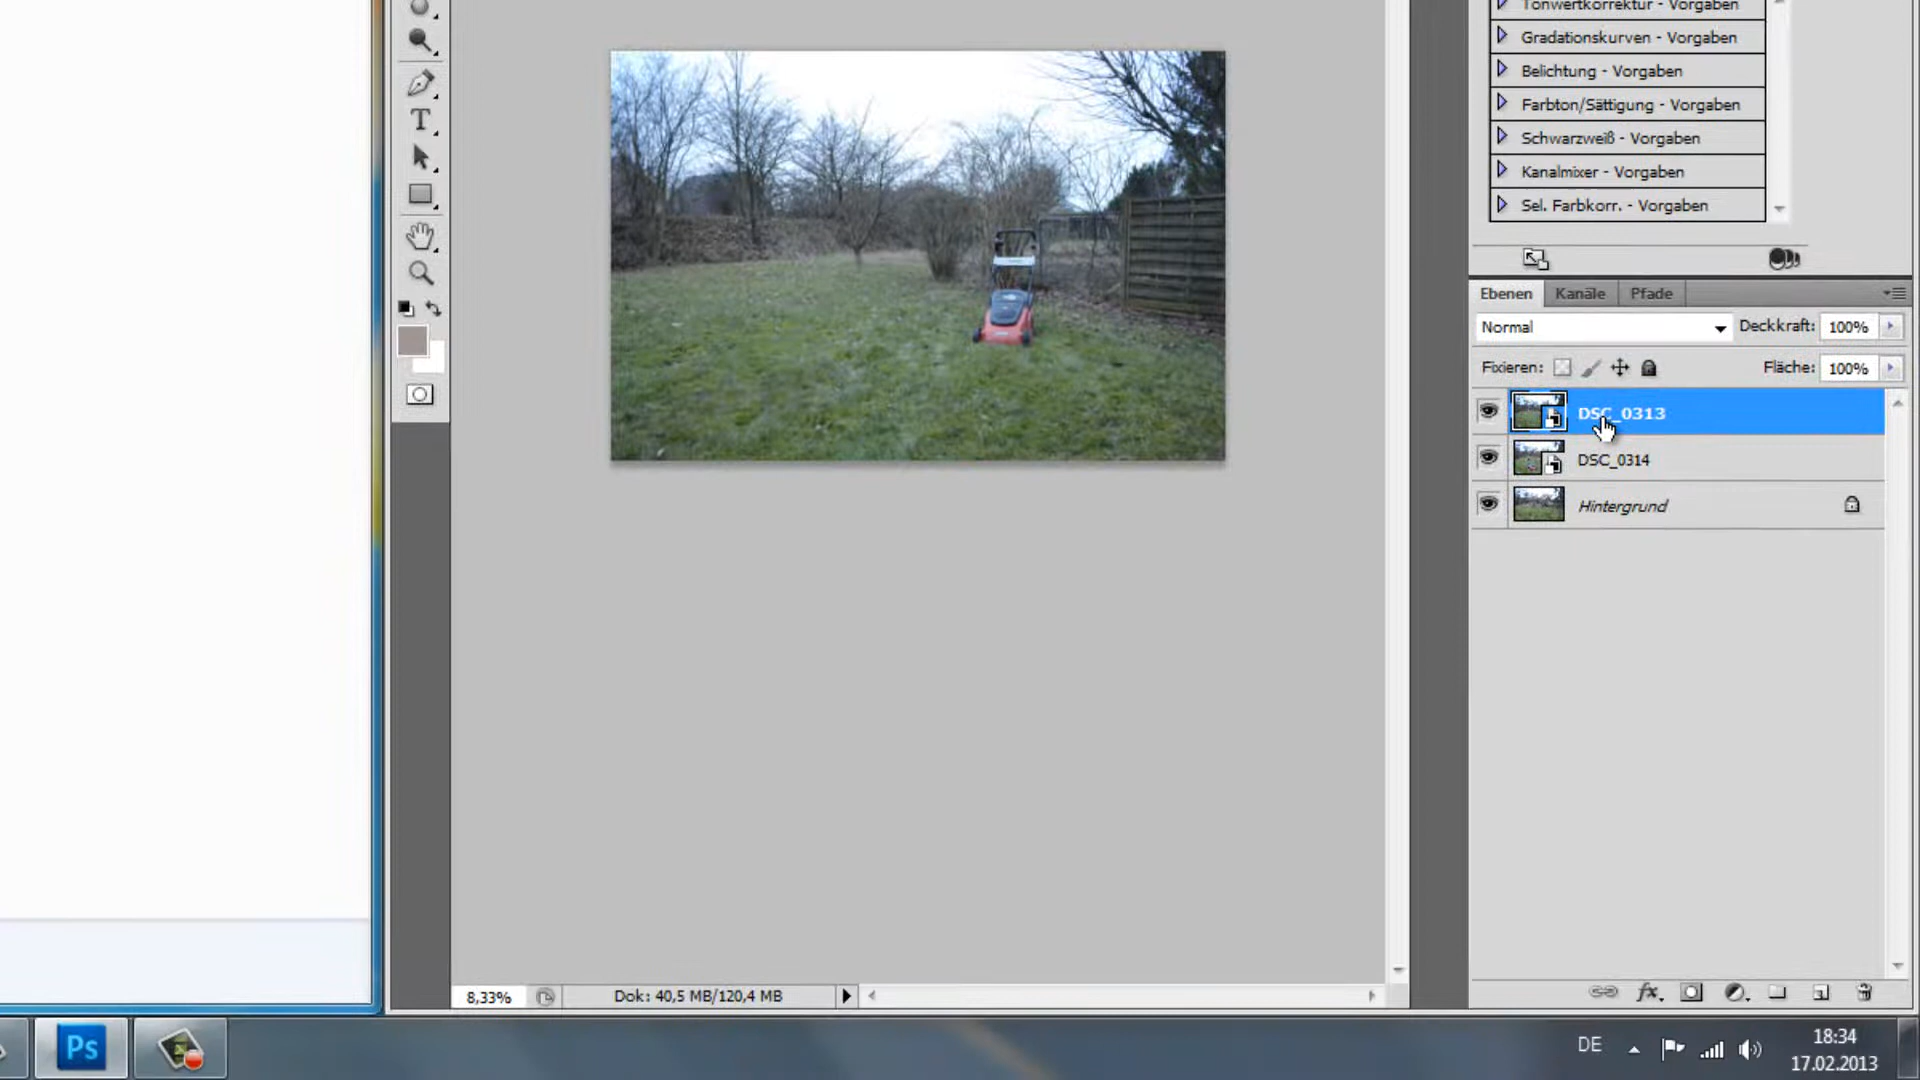 Tonwertkorrektur - Vorgaben
Gradationskurven - Vorgaben
Belichtung - Vorgaben
Farbton/Sättigung - Vorgaben
Schwarzweiß - Vorgaben
Kanalmixer - Vorgaben
Sel. Farbkorr. - Vorgaben
Ebenen Kanäle Pfade
Normal Deckkraft: 100%
Fixieren: Fläche: 100%
DSC_0313
DSC_0314
Hintergrund
8,33% Dok: 40,5 MB/120,4 MB
fx
Ps
DE
18:34
17.02.2013